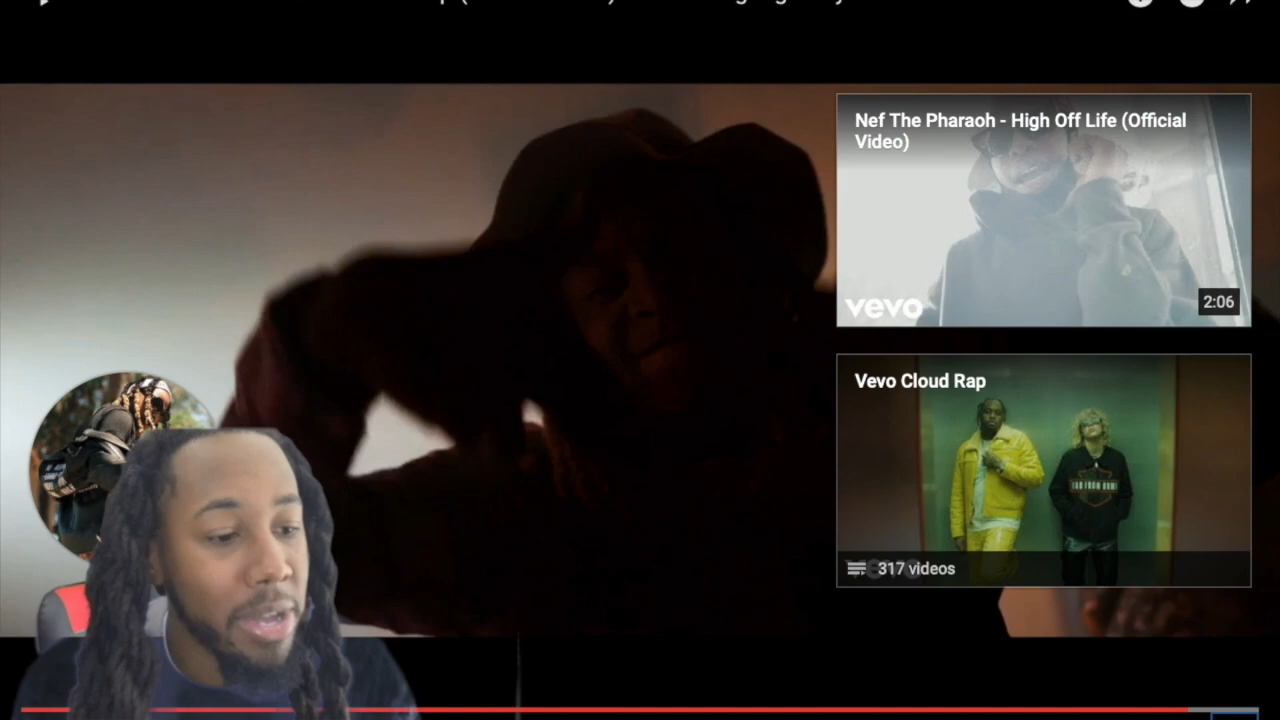 Nef The Pharaoh - High Off Life (Official
Video)
vevo
2:06
Vevo Cloud Rap
317 videos